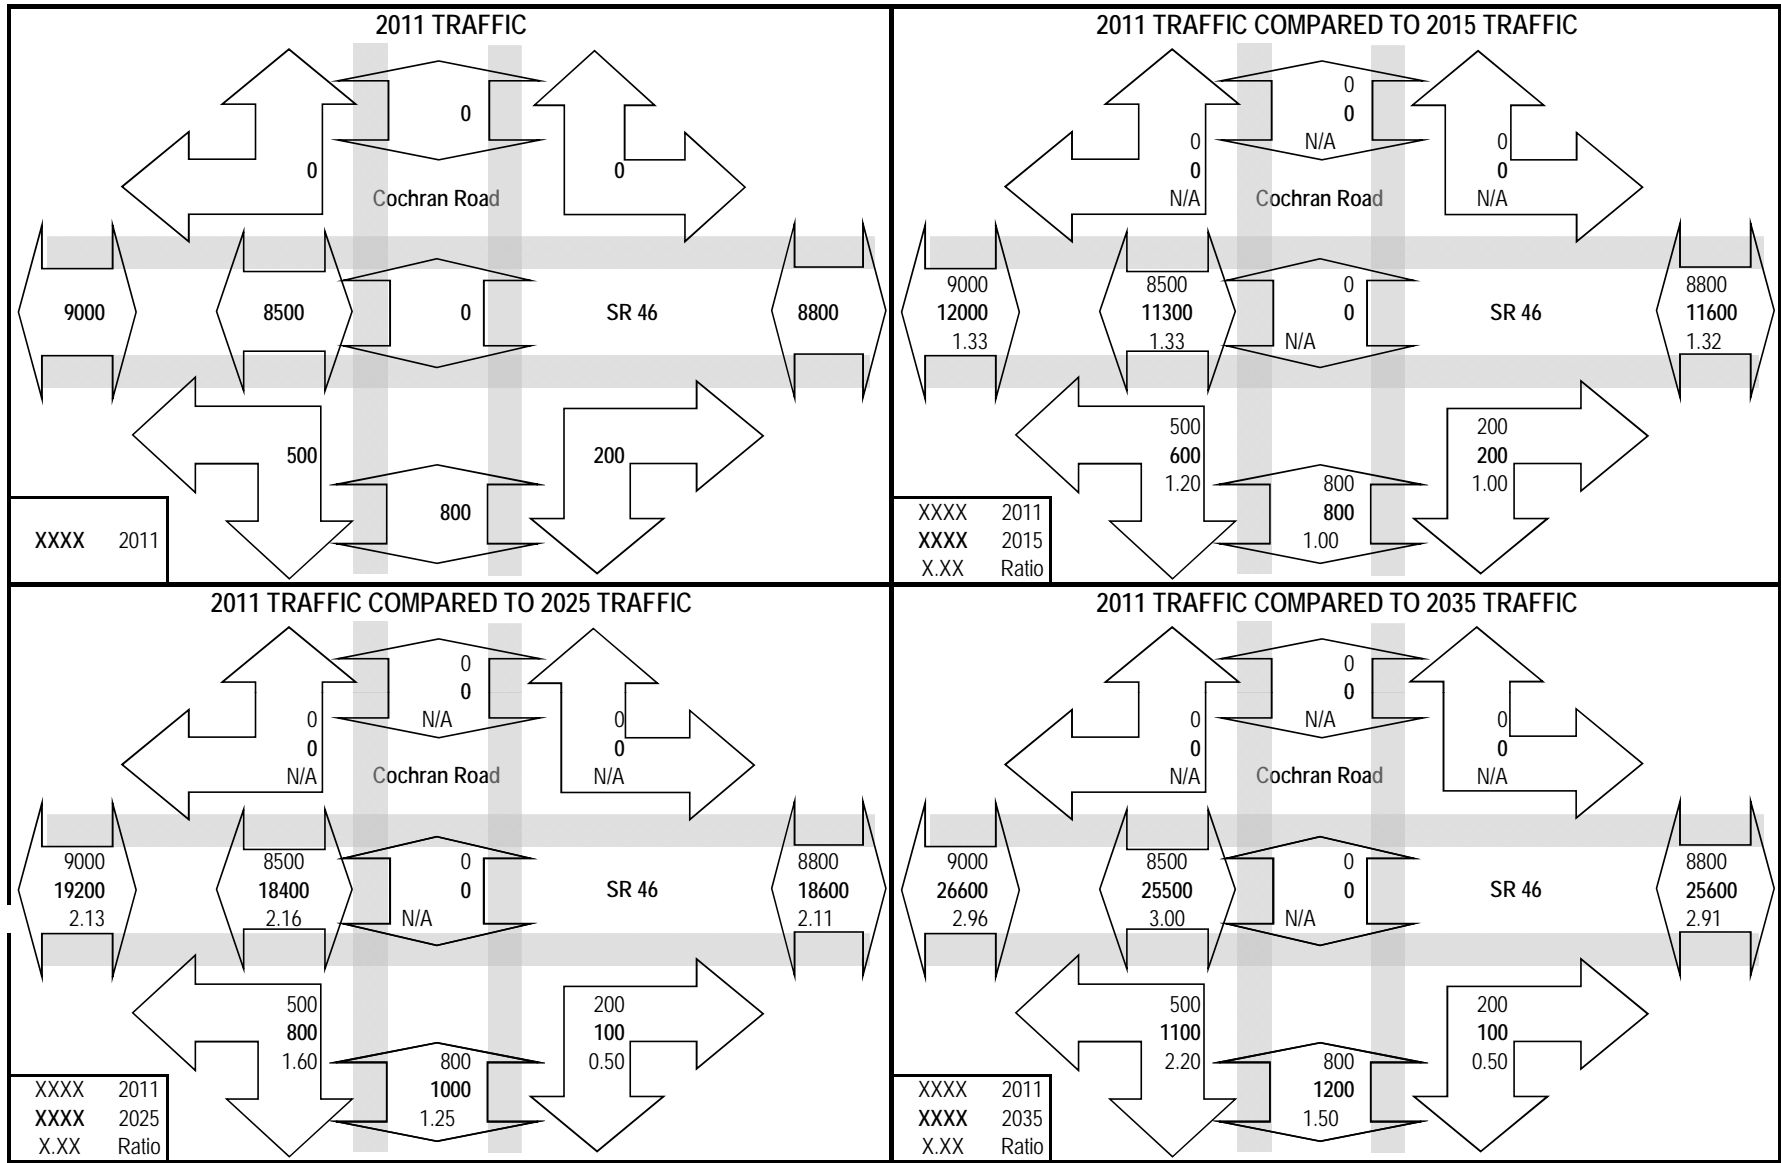 2011 TRAFFIC
0
0
0
Cochran Road
9000
8500
0
SR 46
8800
500
200
800
XXXX 2011
2011 TRAFFIC COMPARED TO 2015 TRAFFIC
0
0
N/A
0
0
N/A
0
0
N/A
Cochran Road
9000
12000
1.33
8500
11300
1.33
0
0
N/A
SR 46
8800
11600
1.32
500
600
1.20
200
200
1.00
800
800
1.00
XXXX 2011
XXXX 2015
X.XX Ratio
2011 TRAFFIC COMPARED TO 2025 TRAFFIC
0
0
N/A
0
0
N/A
0
0
N/A
Cochran Road
9000
19200
2.13
8500
18400
2.16
0
0
N/A
SR 46
8800
18600
2.11
500
800
1.60
200
100
0.50
800
1000
1.25
XXXX 2011
XXXX 2025
X.XX Ratio
2011 TRAFFIC COMPARED TO 2035 TRAFFIC
0
0
N/A
0
0
N/A
0
0
N/A
Cochran Road
9000
26600
2.96
8500
25500
3.00
0
0
N/A
SR 46
8800
25600
2.91
500
1100
2.20
200
100
0.50
800
1200
1.50
XXXX 2011
XXXX 2035
X.XX Ratio